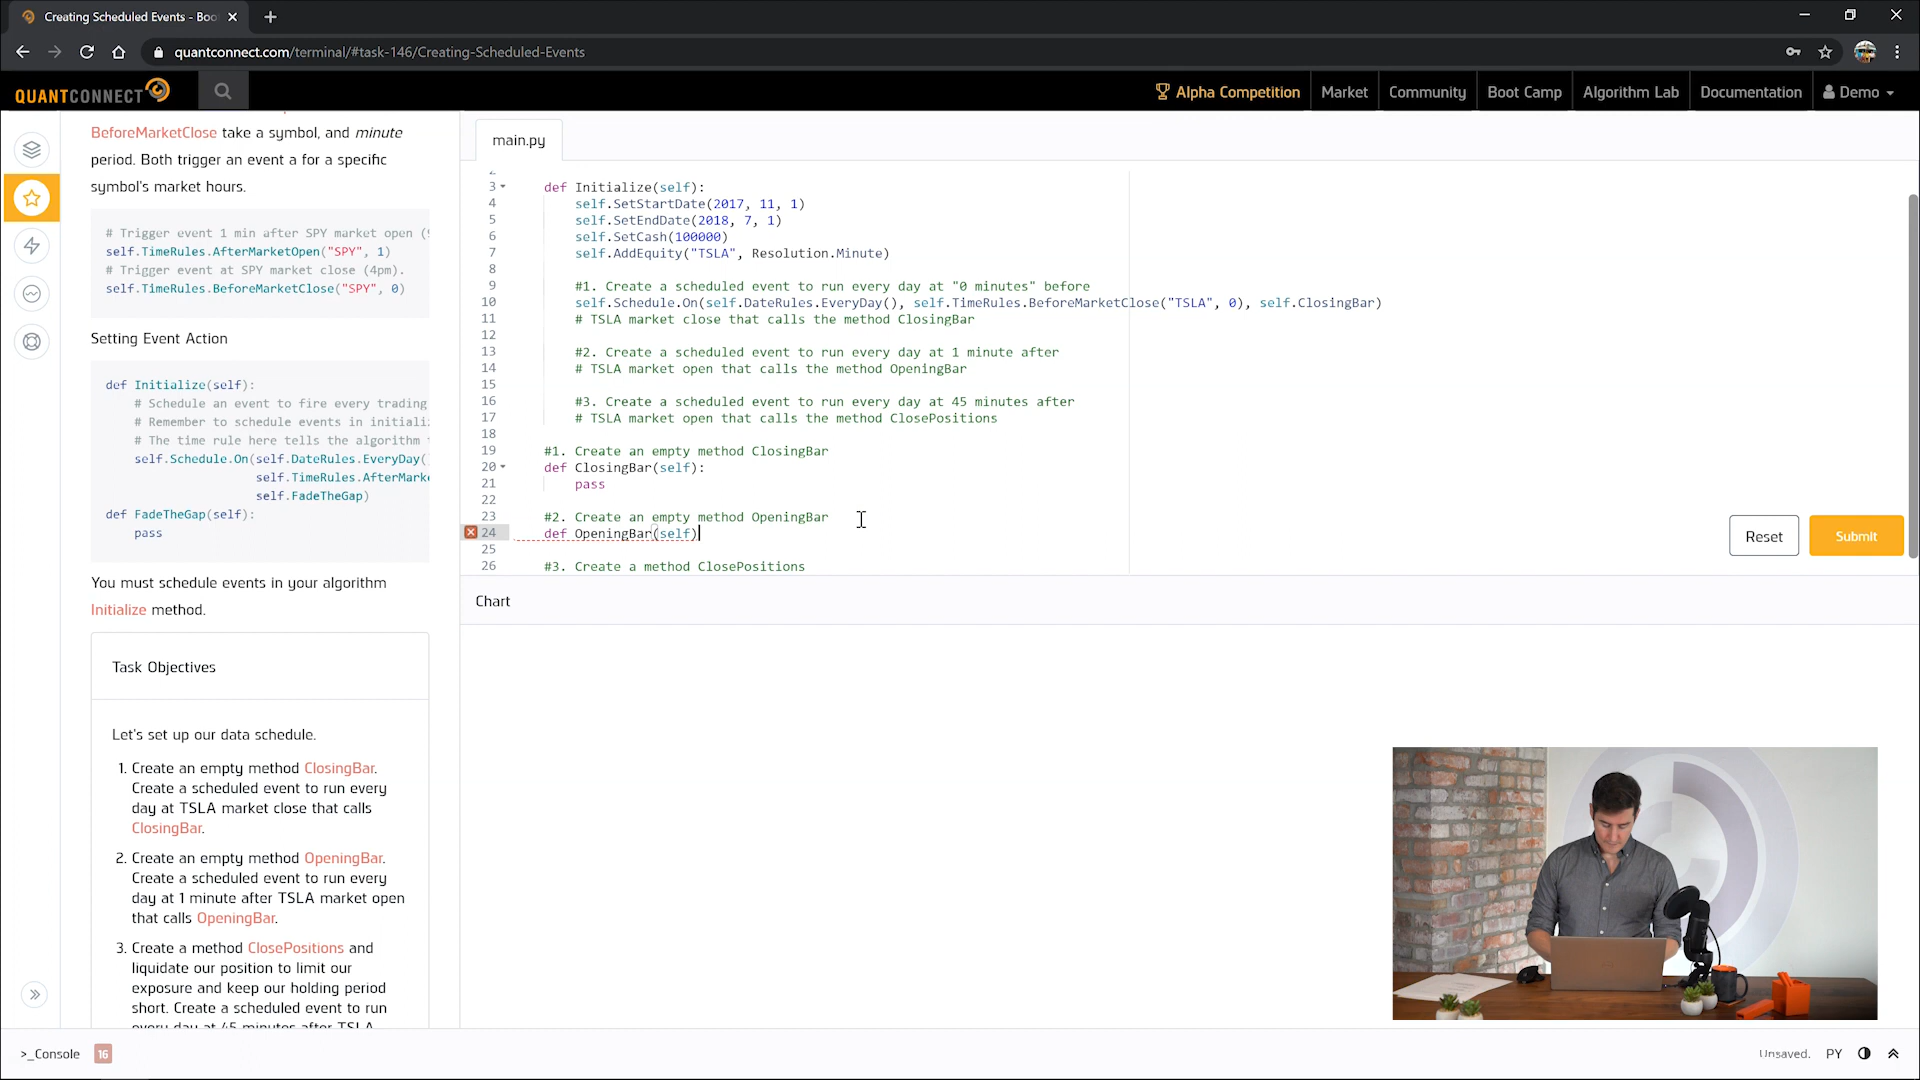 Creating Scheduled Events - Boo
quantconnect.com/terminal/#task-146/Creating-Scheduled-Events
QUANTCONNECT
Alpha Competition
Market
Community
Boot Camp
Algorithm Lab
Documentation
Demo
BeforeMarketClose take a symbol, and minute
period. Both trigger an event a for a specific
symbol's market hours.
# Trigger event 1 min after SPY market open (9
self.TimeRules.AfterMarketOpen("SPY", 1)
# Trigger event at SPY market close (4pm).
self.TimeRules.BeforeMarketClose("SPY", 0)
Setting Event Action
def Initialize(self):
# Schedule an event to fire every trading
# Remember to schedule events in initiali
# The time rule here tells the algorithm
self.Schedule.On(self.DateRules.EveryDay(
self.TimeRules.AfterMarke
self.FadeTheGap)
def FadeTheGap(self):
pass
You must schedule events in your algorithm
Initialize method.
Task Objectives
Let's set up our data schedule.
1. Create an empty method ClosingBar.
Create a scheduled event to run every
day at TSLA market close that calls
ClosingBar.
2. Create an empty method OpeningBar.
Create a scheduled event to run every
day at 1 minute after TSLA market open
that calls OpeningBar.
3. Create a method ClosePositions and
liquidate our position to limit our
exposure and keep our holding period
short. Create a scheduled event to run
every day at 45 minutes after TSLA
main.py
2
3 def Initialize(self):
4 self.SetStartDate(2017, 11, 1)
5 self.SetEndDate(2018, 7, 1)
6 self.SetCash(100000)
7 self.AddEquity("TSLA", Resolution.Minute)
8
9 #1. Create a scheduled event to run every day at "0 minutes" before
10 self.Schedule.On(self.DateRules.EveryDay(), self.TimeRules.BeforeMarketClose("TSLA", 0), self.ClosingBar)
11 # TSLA market close that calls the method ClosingBar
12
13 #2. Create a scheduled event to run every day at 1 minute after
14 # TSLA market open that calls the method OpeningBar
15
16 #3. Create a scheduled event to run every day at 45 minutes after
17 # TSLA market open that calls the method ClosePositions
18
19 #1. Create an empty method ClosingBar
20 def ClosingBar(self):
21 pass
22
23 #2. Create an empty method OpeningBar
24 def OpeningBar(self)
25
26 #3. Create a method ClosePositions
Reset
Submit
Chart
>_Console 16
Unsaved. PY